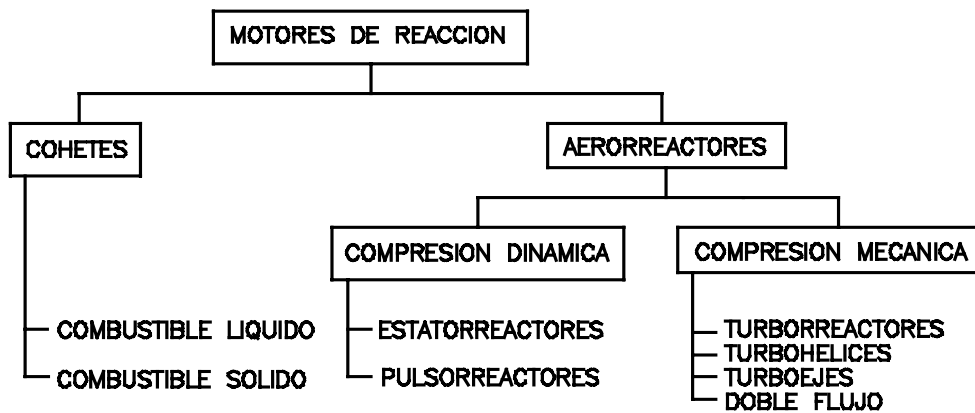 MOTORES DE REACCION
COHETES
AERORREACTORES
COMPRESION DINAMICA
COMPRESION MECANICA
COMBUSTIBLE LIQUIDO
COMBUSTIBLE SOLIDO
ESTATORREACTORES
PULSORREACTORES
TURBORREACTORES
TURBOHELICES
TURBOEJES
DOBLE FLUJO